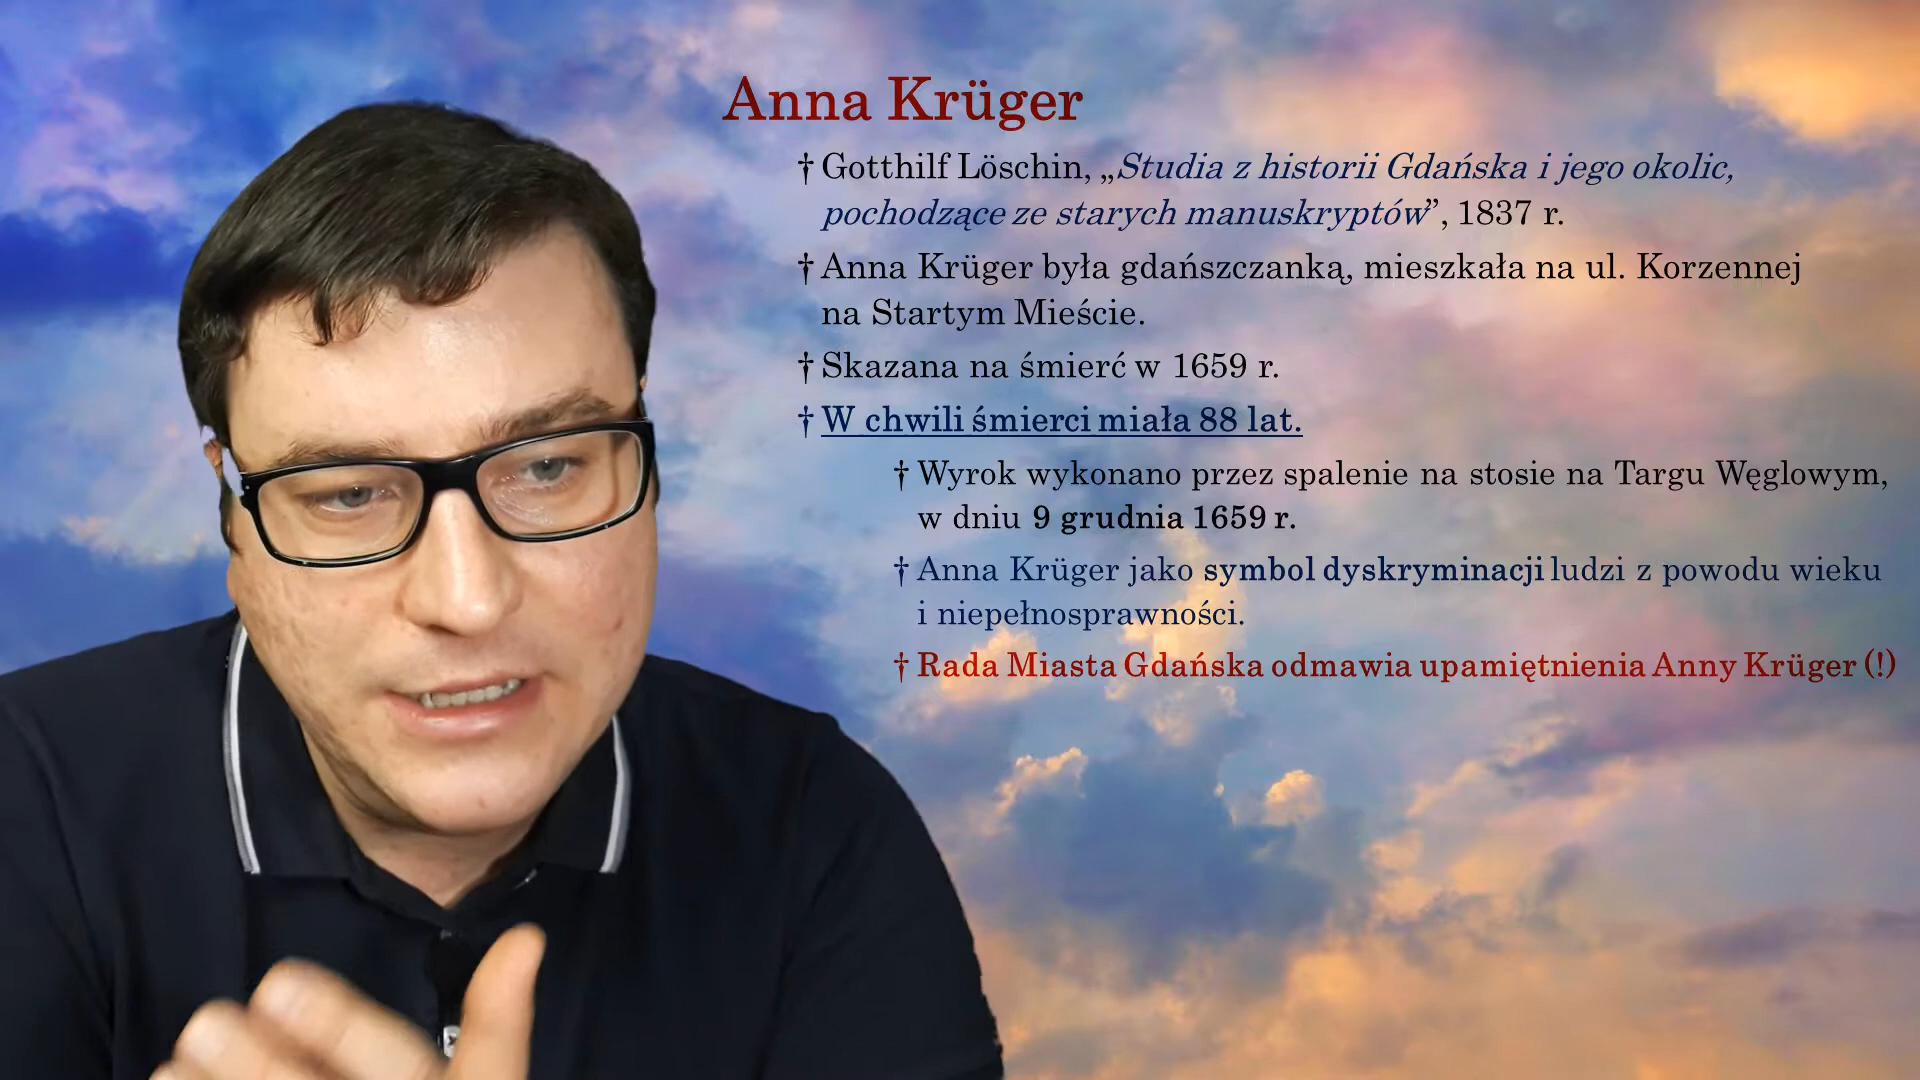 Anna Krüger
† Gotthilf Löschin, „Studia z historii Gdańska i jego okolic,
pochodzące ze starych manuskryptów”, 1837 r.
† Anna Krüger była gdańszczanką, mieszkała na ul. Korzennej
na Startym Mieście.
† Skazana na śmierć w 1659 r.
† W chwili śmierci miała 88 lat.
† Wyrok wykonano przez spalenie na stosie na Targu Węglowym,
w dniu 9 grudnia 1659 r.
† Anna Krüger jako symbol dyskryminacji ludzi z powodu wieku
i niepełnosprawności.
† Rada Miasta Gdańska odmawia upamiętnienia Anny Krüger (!)